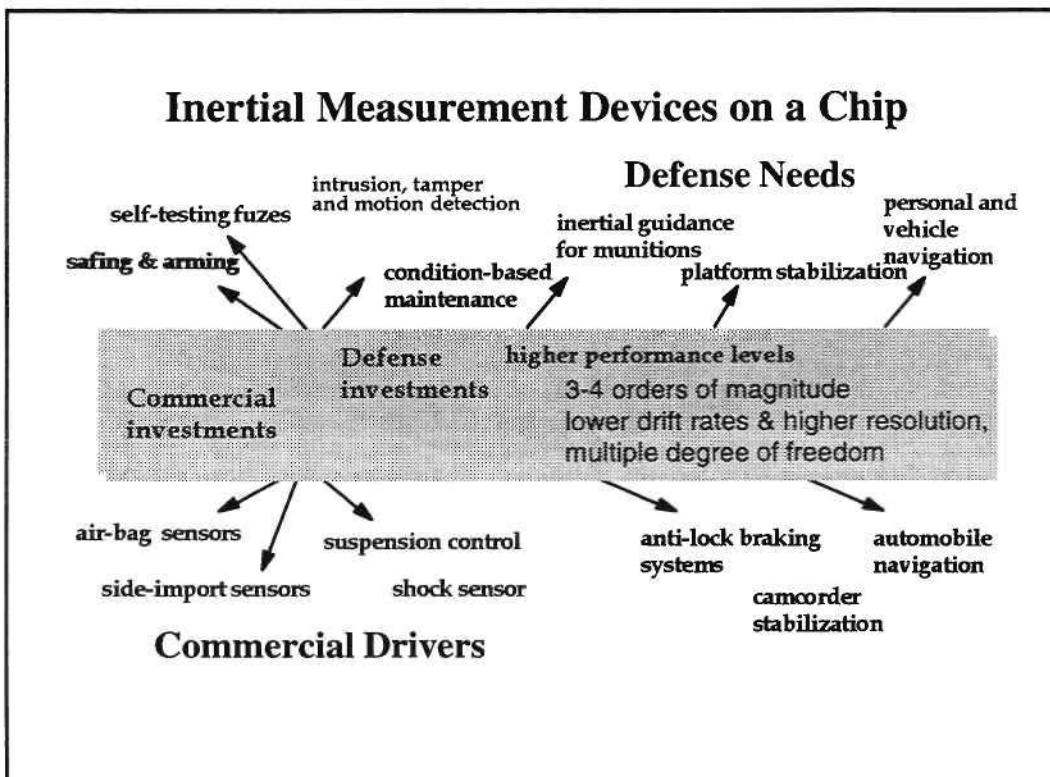 Inertial Measurement Devices on a Chip
Defense Needs
intrusion, tamper
and motion detection
self-testing fuzes
safing & arming
condition-based
maintenance
inertial guidance
for munitions
platform stabilization
personal and
vehicle
navigation
Commercial
investments
Defense
investments
higher performance levels
3-4 orders of magnitude
lower drift rates & higher resolution,
multiple degree of freedom
air-bag sensors
side-import sensors
suspension control
shock sensor
anti-lock braking
systems
camcorder
stabilization
automobile
navigation
Commercial Drivers